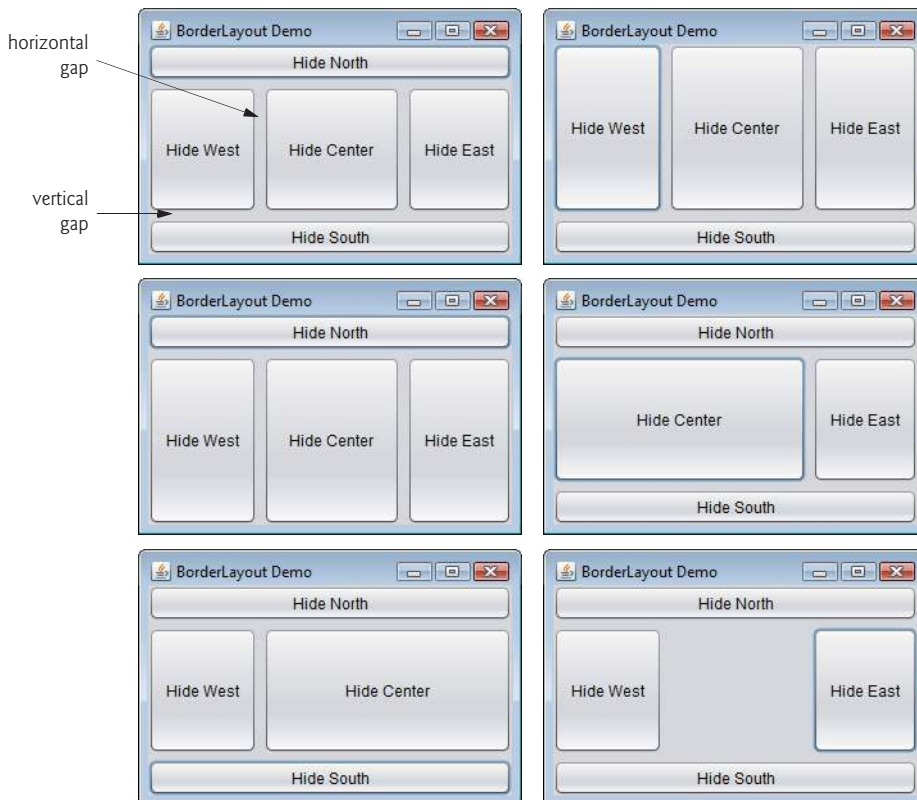 horizontal
gap
vertical
gap
BorderLayout Demo
Hide North
Hide West
Hide Center
Hide East
Hide South
BorderLayout Demo
Hide West
Hide Center
Hide East
Hide South
BorderLayout Demo
Hide North
Hide West
Hide Center
Hide East
BorderLayout Demo
Hide North
Hide Center
Hide East
Hide South
BorderLayout Demo
Hide North
Hide West
Hide Center
Hide South
BorderLayout Demo
Hide North
Hide West
Hide East
Hide South